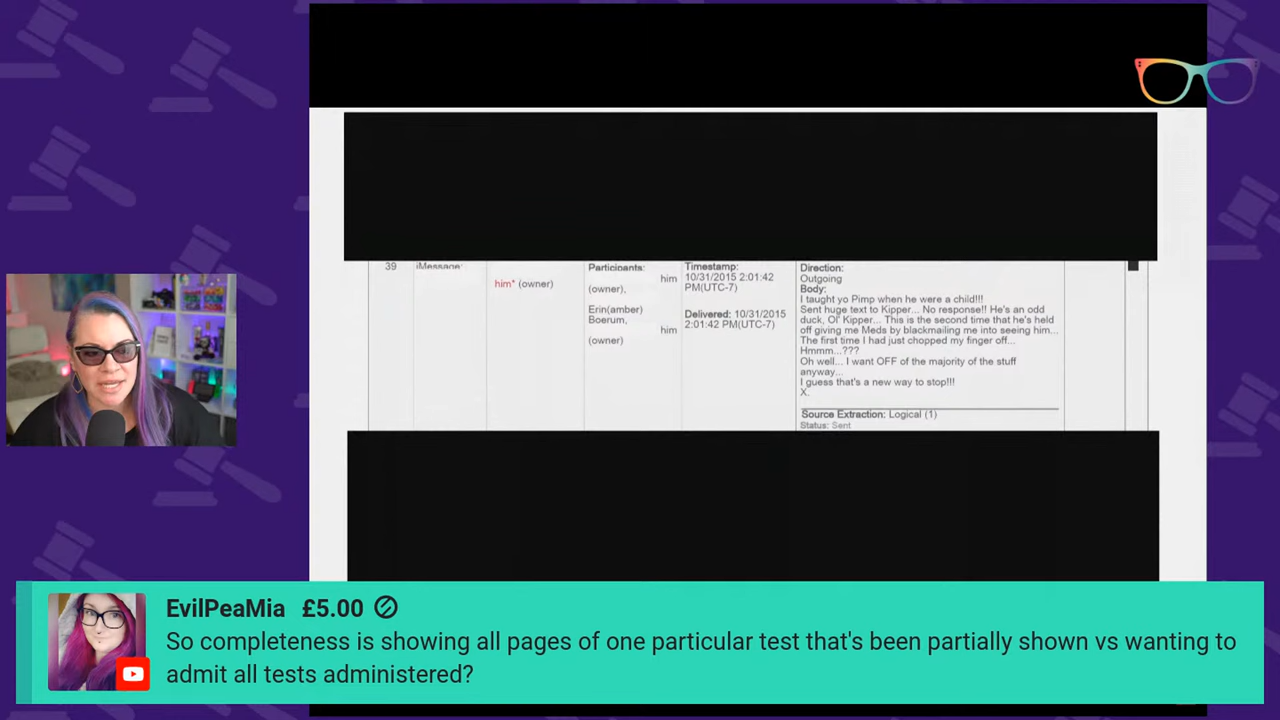 39
iMessage:
him* (owner)
Participants:
him
(owner),
Erin(amber)
Boerum,
him
(owner)
Timestamp:
10/31/2015 2:01:42
PM(UTC-7)
Delivered: 10/31/2015
2:01:42 PM(UTC-7)
Direction:
Outgoing
Body:
I taught yo Pimp when he were a child!!!
Sent huge text to Kipper... No response!! He's an odd
duck, Ol' Kipper... This is the second time that he's held
off giving me Meds by blackmailing me into seeing him...
The first time I had just chopped my finger off...
Hmmm...???
Oh well... I want OFF of the majority of the stuff
anyway...
I guess that's a new way to stop!!!
X.
Source Extraction: Logical (1)
Status: Sent
EvilPeaMia £5.00
So completeness is showing all pages of one particular test that's been partially shown vs wanting to
admit all tests administered?